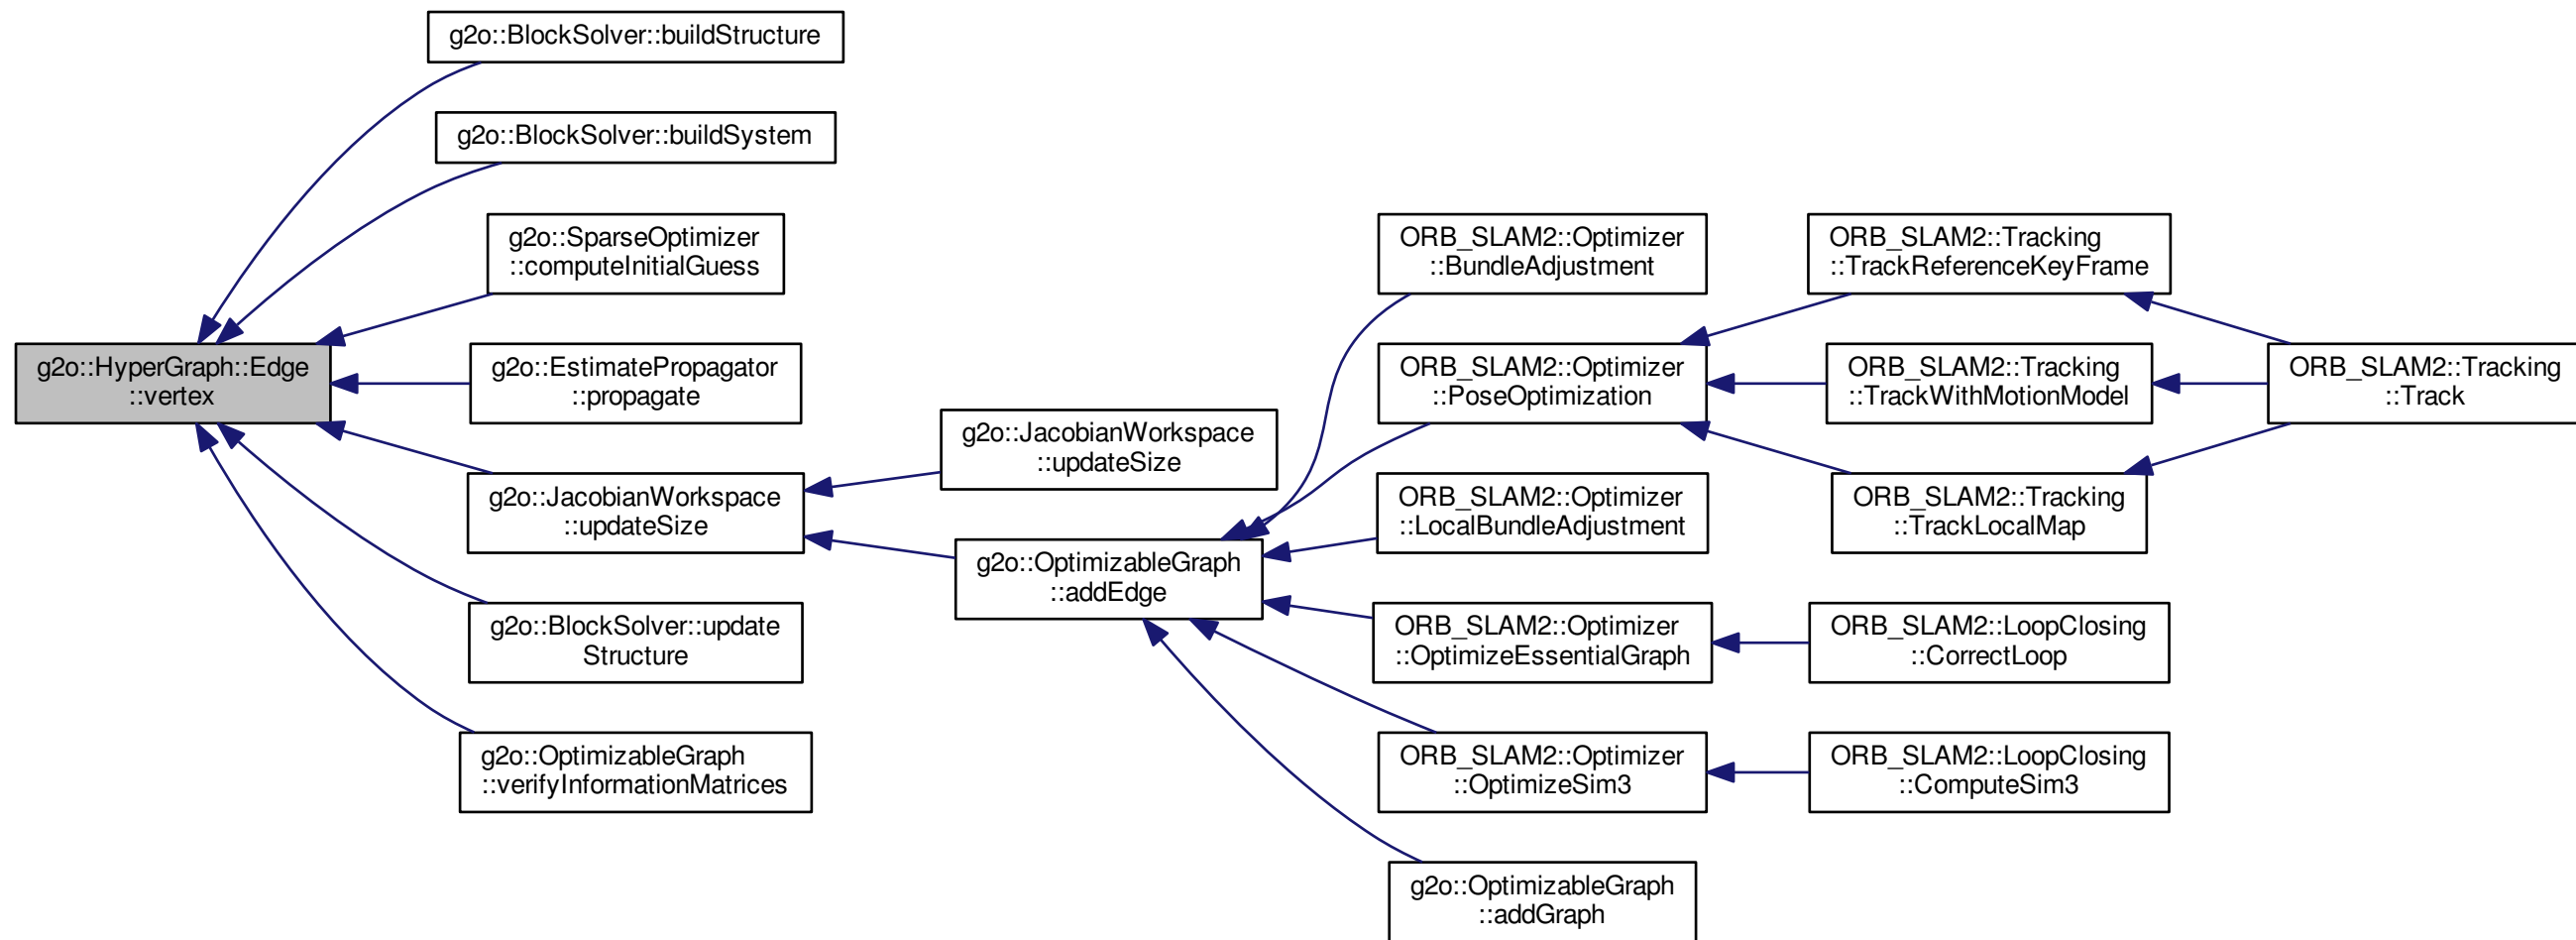 g2o::BlockSolver::buildStructure
g2o::BlockSolver::buildSystem
g2o::SparseOptimizer
::computeInitialGuess
g2o::HyperGraph::Edge
::vertex
g2o::EstimatePropagator
::propagate
g2o::JacobianWorkspace
::updateSize
g2o::BlockSolver::update
Structure
g2o::OptimizableGraph
::verifyInformationMatrices
g2o::JacobianWorkspace
::updateSize
g2o::OptimizableGraph
::addEdge
ORB_SLAM2::Optimizer
::BundleAdjustment
ORB_SLAM2::Optimizer
::PoseOptimization
ORB_SLAM2::Optimizer
::LocalBundleAdjustment
ORB_SLAM2::Optimizer
::OptimizeEssentialGraph
ORB_SLAM2::Optimizer
::OptimizeSim3
g2o::OptimizableGraph
::addGraph
ORB_SLAM2::Tracking
::TrackReferenceKeyFrame
ORB_SLAM2::Tracking
::TrackWithMotionModel
ORB_SLAM2::Tracking
::TrackLocalMap
ORB_SLAM2::LoopClosing
::CorrectLoop
ORB_SLAM2::LoopClosing
::ComputeSim3
ORB_SLAM2::Tracking
::Track